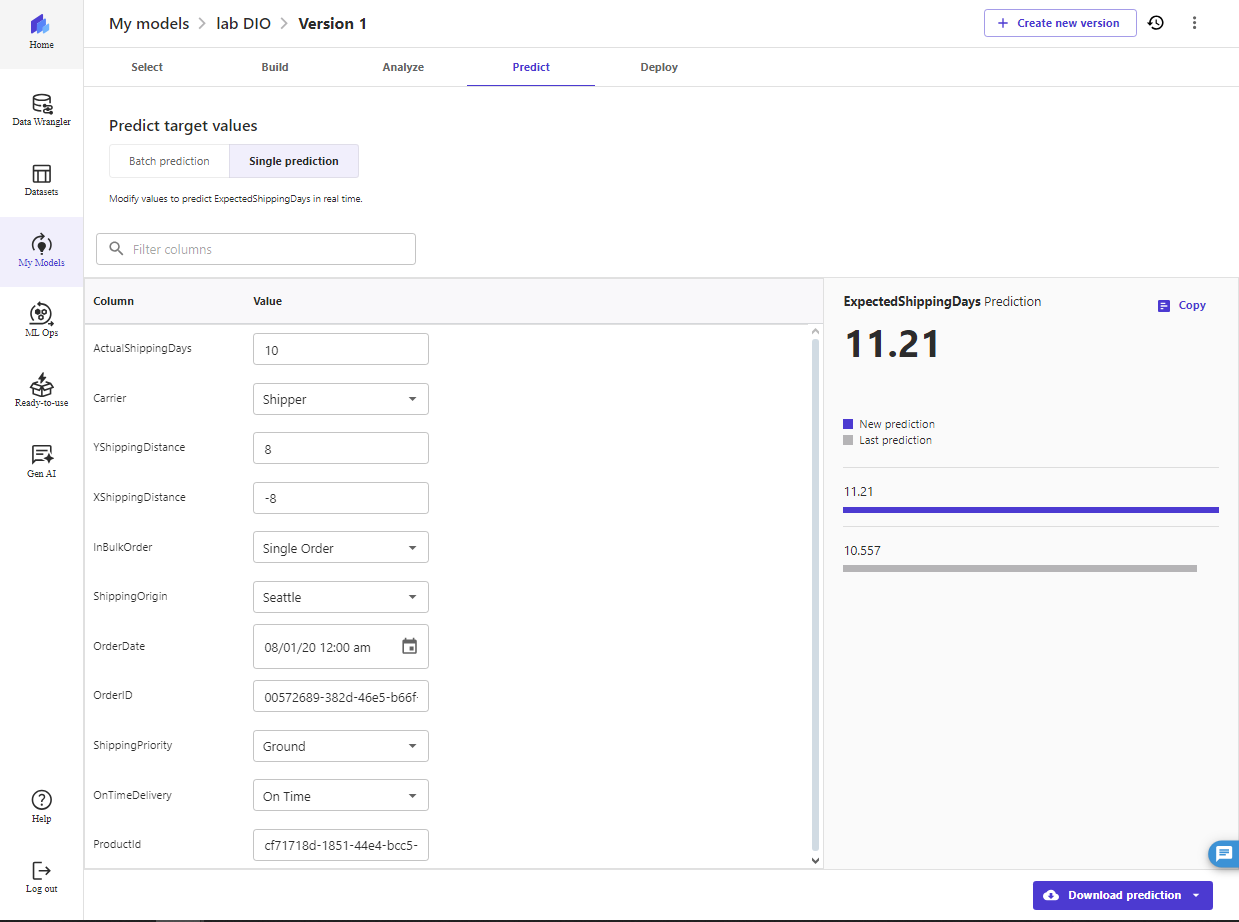 My models > lab DIO > Version 1
+ Create new version
Home
Select Build Analyze Predict Deploy
Data Wrangler
Datasets
My Models
ML Ops
Ready-to-use
Gen AI
Help
Log out
Predict target values
Batch prediction Single prediction
Modify values to predict ExpectedShippingDays in real time.
Filter columns
Column Value
ActualShippingDays 10
Carrier Shipper
YShippingDistance 8
XShippingDistance -8
InBulkOrder Single Order
ShippingOrigin Seattle
OrderDate 08/01/20 12:00 am
OrderID 00572689-382d-46e5-b66f-
ShippingPriority Ground
OnTimeDelivery On Time
ProductId cf71718d-1851-44e4-bcc5-
ExpectedShippingDays Prediction
Copy
11.21
New prediction
Last prediction
11.21
10.557
Download prediction